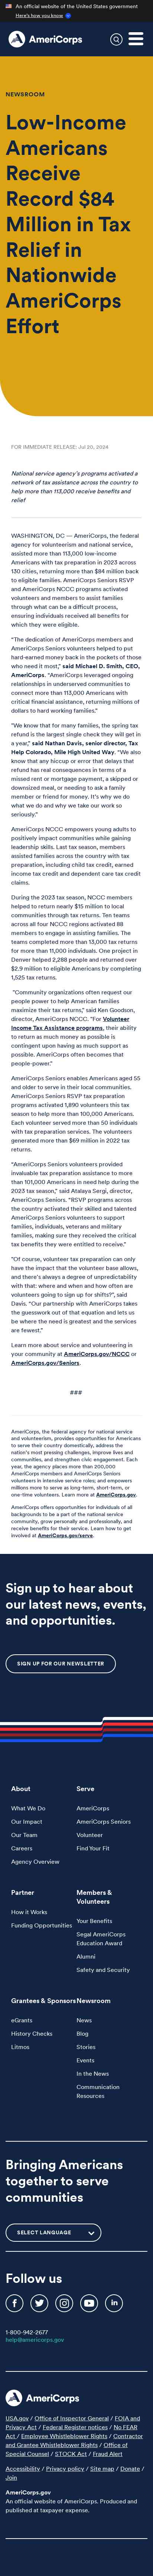 An official website of the United States government
Here's how you know
AmeriCorps
NEWSROOM
Low-Income
Americans
Receive
Record $84
Million in Tax
Relief in
Nationwide
AmeriCorps
Effort
FOR IMMEDIATE RELEASE: Jul 20, 2024
National service agency's programs activated a
network of tax assistance sites across the country to
help more than 113,000 receive benefits and
relief
WASHINGTON, DC — AmeriCorps, the federal
agency for volunteerism and national service,
assisted more than 113,000 low-income
Americans with tax preparation in 2023 across
130 cities, returning more than $84 million back
to eligible families. AmeriCorps Seniors RSVP
and AmeriCorps NCCC programs activated
volunteers and members to assist families
through what can be a difficult process,
ensuring individuals received all benefits for
which they were eligible.
"The dedication of AmeriCorps members and
AmeriCorps Seniors volunteers helped to put
hard-earned money back in the pockets of those
who need it most," said Michael D. Smith, CEO,
AmeriCorps. "AmeriCorps leveraged longstanding
relationships in underserved communities to
provide more than 113,000 Americans with
critical financial assistance, returning millions of
dollars to hard working families."
"We know that for many families, the tax refund
is the largest single check they will ever get in
a year," said Nathan Davis, senior director, Tax
Help Colorado, Mile High United Way. "We also
know that any hiccup or error that delays that
refund has real consequences in terms of a
missed rent or mortgage payment, a skipped or
downsized meal, or needing to ask a family
member or friend for money. It's why we do
what we do, and why we take it so very
seriously."
AmeriCorps NCCC empowers young adults to
positively impact communities while gaining
valuable skills. The members assisted low-
income families and people with disabilities with
tax preparation, including child tax credit, earned
income tax credit and dependent care tax credit
claims.
During the 2023 tax season, NCCC members
helped to return nearly $15 million to local
communities through tax returns. Ten teams
from across all four NCCC regions activated 88
members to engage in assisting families. The
teams completed more than 13,000 tax returns
for more than 11,000 individuals. One project in
Denver helped 2,288 people and returned over
$2.9 million to eligible Americans by completing
1,525 tax returns.
"Community organizations often request our
people power to help eligible American families
maximize their tax returns," said Ken Goodson,
director, AmeriCorps NCCC. "For Volunteer
Income Tax Assistance programs, their ability
to return as much money as possible is
contingent upon having as much support as
possible. AmeriCorps often becomes their
people power."
AmeriCorps Seniors enables Americans aged 55
and older to serve in their local communities.
AmeriCorps Seniors RSVP Tax preparation
programs enrolled 1,890 volunteers this tax
season to help more than 100,000 Americans.
Each volunteer served more than 50 individuals
with tax preparation services. The volunteers
generated more than $69 million in 2022 tax
returns.
"AmeriCorps Seniors volunteers provided
invaluable tax assistance to more than
101,000 Americans in need help during the
2023 tax season," said Atalaya Sergi, director,
AmeriCorps Seniors. "RSVP programs across
the country activated their skilled and talented
AmeriCorps Seniors volunteers to support
families, individuals, veterans and military
families, making sure they received the critical
tax benefits they were entitled to receive."
"Of course, volunteer tax preparation can only
have impact to the extent that families are
aware of the program's availability, and have a
degree of trust in its value. Otherwise why
would anyone wind up and when and where
volunteers are going to sign up for shifts?", said
Davis. "Our partnership with AmeriCorps takes
the guesswork out of it, and allows us to serve
the most people, when and where the need is
are fewest."
Learn more about service and volunteering in
your community at AmeriCorps.gov/NCCC or
AmeriCorps.gov/Seniors.
###
AmeriCorps, the federal agency for national service
and volunteerism, provides opportunities for Americans
to serve their country domestically, address the
nation's most pressing challenges, improve lives and
communities, and strengthen civic engagement. Each
year, the agency places more than 200,000
AmeriCorps members and AmeriCorps Seniors
volunteers in intensive service roles; and empowers
millions more to serve as long-term, short-term, or
one-time volunteers. Learn more at AmeriCorps.gov.
AmeriCorps offers opportunities for individuals of all
backgrounds to be a part of the national service
community, grow personally and professionally, and
receive benefits for their service. Learn how to get
involved at AmeriCorps.gov/serve.
Sign up to hear about
our latest news, events,
and opportunities.
SIGN UP FOR OUR NEWSLETTER
About
What We Do
Our Impact
Our Team
Careers
Agency Overview
Serve
AmeriCorps
AmeriCorps Seniors
Volunteer
Find Your Fit
Partner
How it Works
Funding Opportunities
Members &
Volunteers
Your Benefits
Segal AmeriCorps
Education Award
Alumni
Safety and Security
Grantees & Sponsors
eGrants
History Checks
Litmos
Newsroom
News
Blog
Stories
Events
In the News
Communication
Resources
Bringing Americans
together to serve
communities
SELECT LANGUAGE
Follow us
1-800-942-2677
help@americorps.gov
AmeriCorps
USA.gov / Office of Inspector General / FOIA and
Privacy Act / Federal Register notices / No FEAR
Act / Employee Whistleblower Rights / Contractor
and Grantee Whistleblower Rights / Office of
Special Counsel / STOCK Act / Fraud Alert
Accessibility / Privacy policy / Site map / Donate /
Join
AmeriCorps.gov
An official website of AmeriCorps. Produced and
published at taxpayer expense.